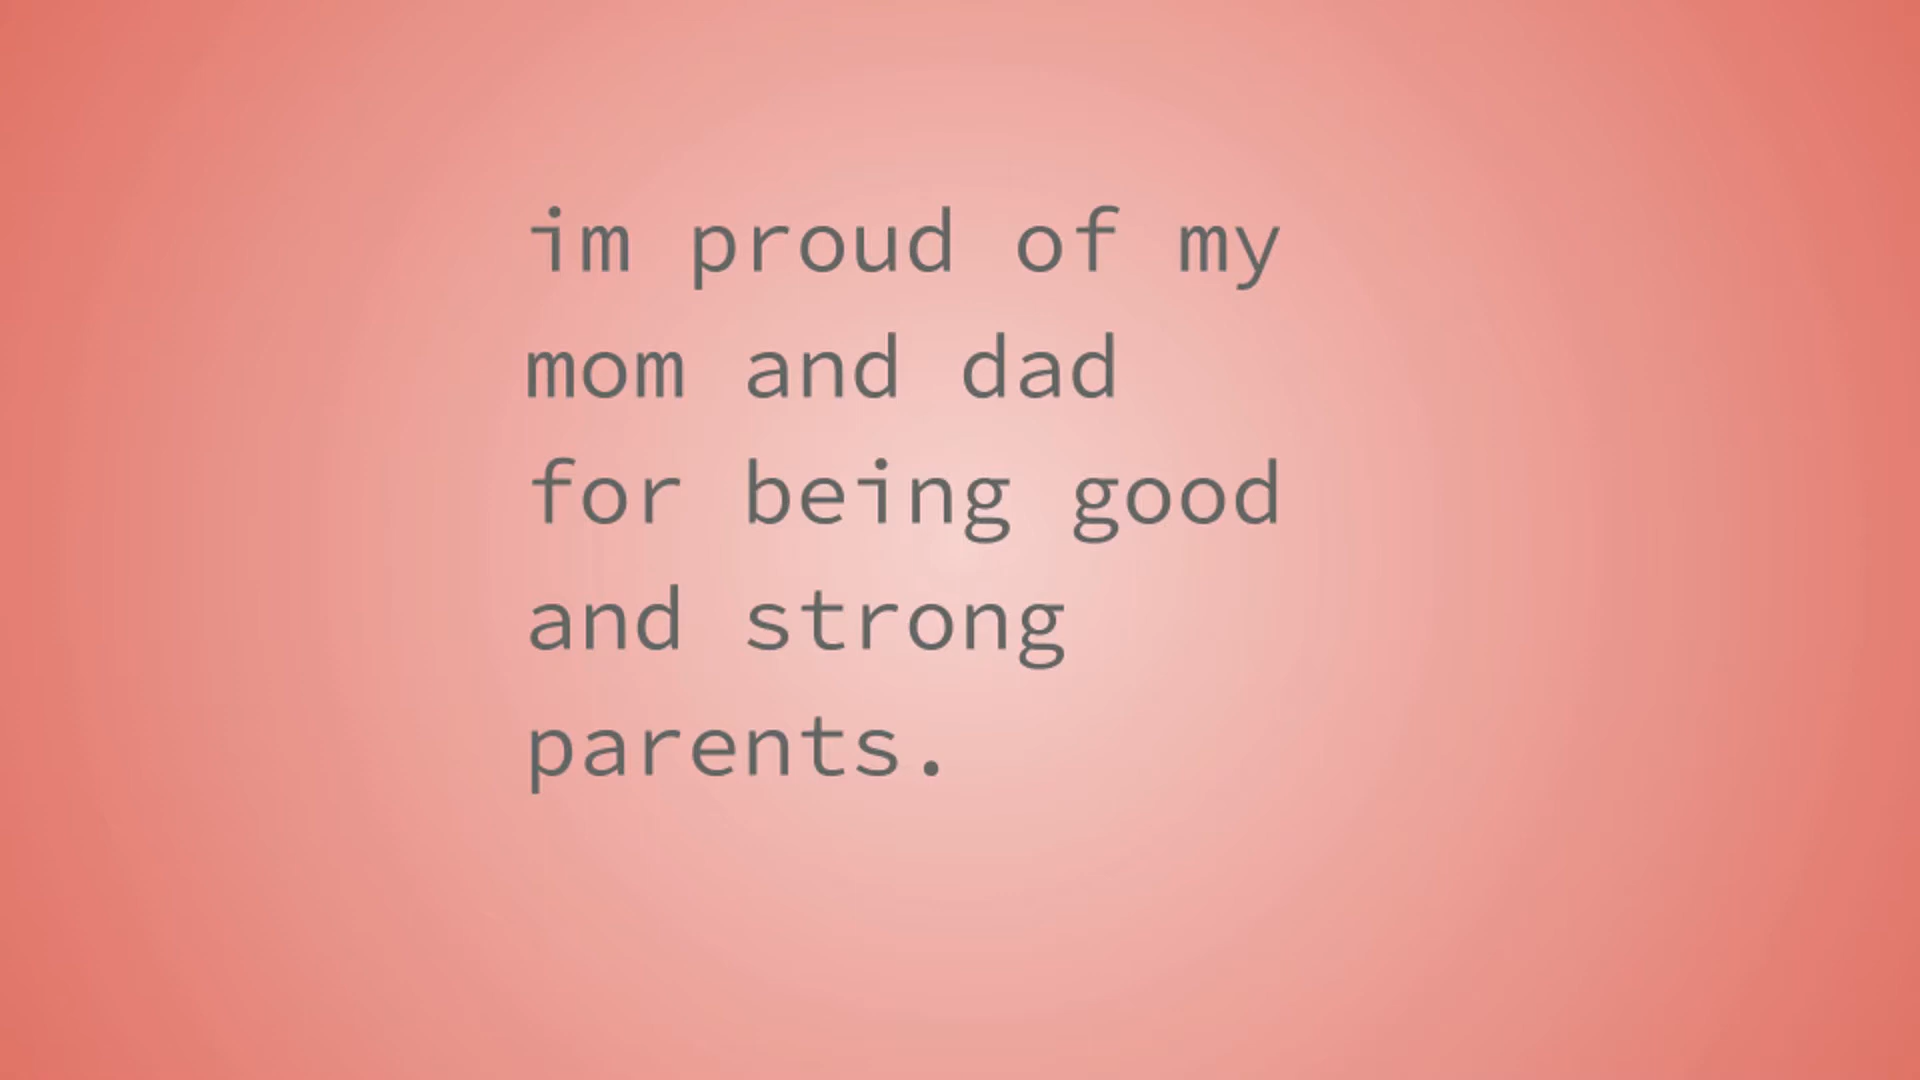 im proud of my
mom and dad
for being good
and strong
parents.